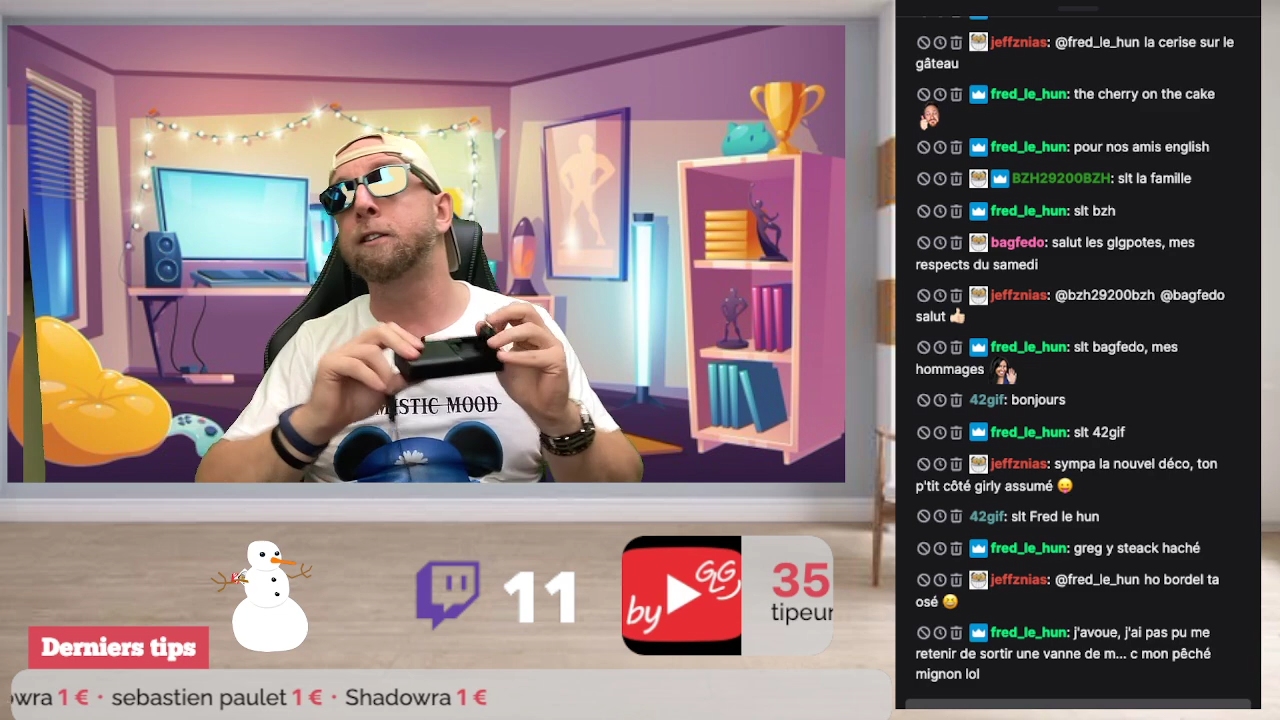 jeffznias: @fred_le_hun la cerise sur le
gâteau
fred_le_hun: the cherry on the cake
fred_le_hun: pour nos amis english
BZH29200BZH: slt la famille
fred_le_hun: slt bzh
bagfedo: salut les glgpotes, mes
respects du samedi
jeffznias: @bzh29200bzh @bagfedo
salut
fred_le_hun: slt bagfedo, mes
hommages
42gif: bonjours
fred_le_hun: slt 42gif
jeffznias: sympa la nouvel déco, ton
p'tit côté girly assumé
42gif: slt Fred le hun
fred_le_hun: greg y steack haché
jeffznias: @fred_le_hun ho bordel ta
osé
fred_le_hun: j'avoue, j'ai pas pu me
retenir de sortir une vanne de m... c mon pêché
mignon lol
MISTIC MOOD
11
by GLG
35
tipeur
Derniers tips
owra 1 € • sebastien paulet 1 € • Shadowra 1 €